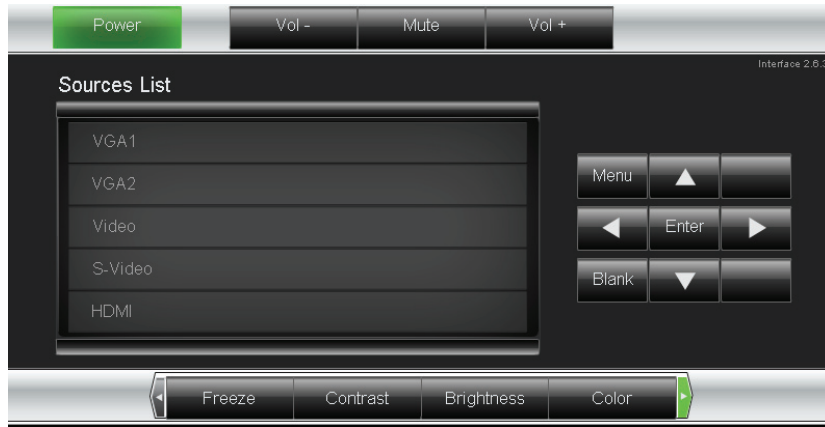 Power Vol - Mute Vol +
Interface 2.6.3
Sources List
VGA1
VGA2
Video
S-Video
HDMI
Menu
Enter
Blank
Freeze Contrast Brightness Color